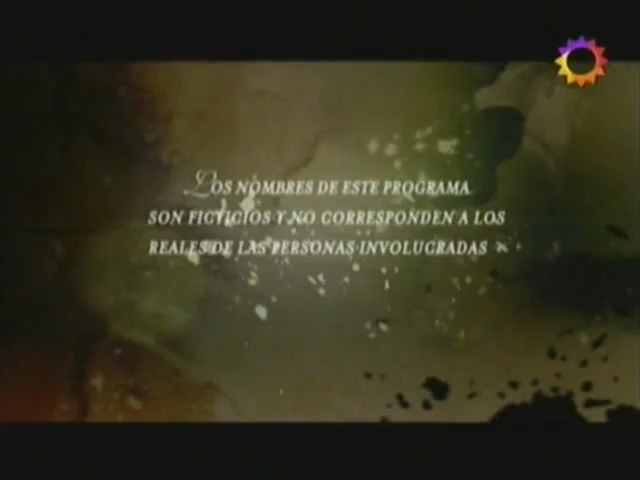 Los nombres de este programa
son ficticios y no corresponden a los
reales de las personas involucradas